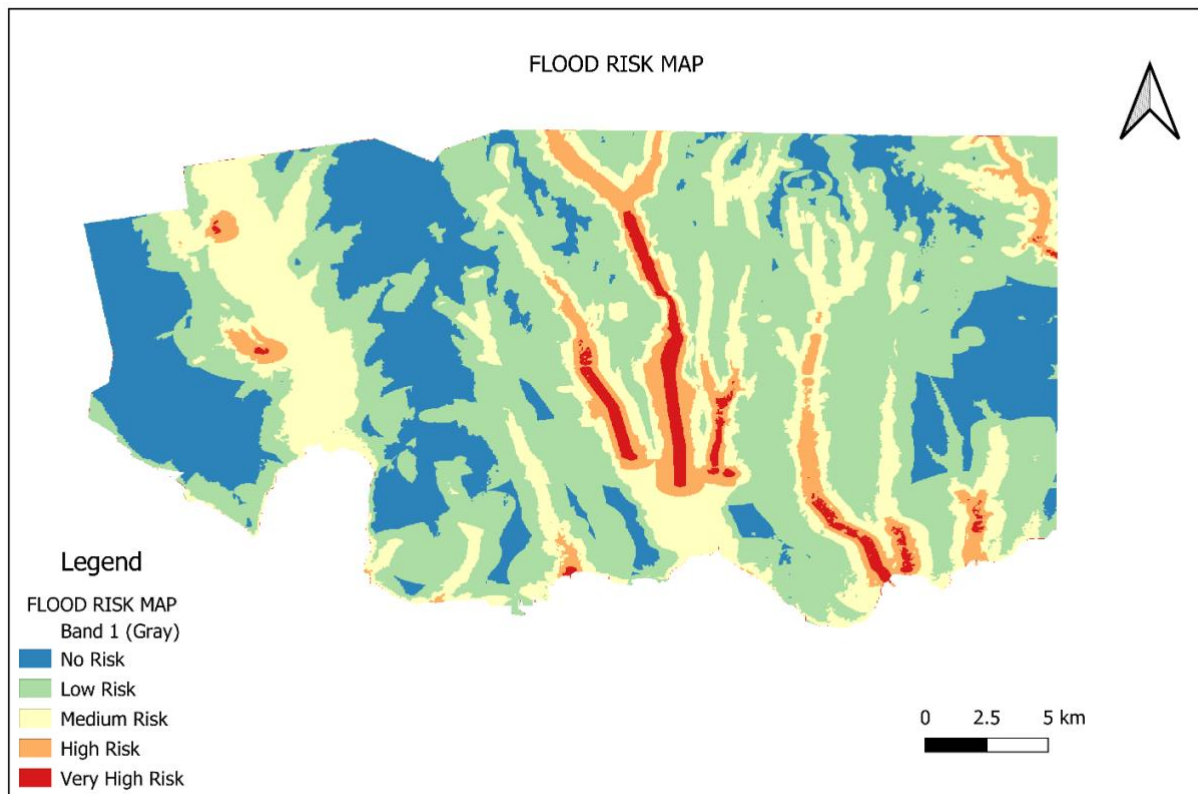 FLOOD RISK MAP
Legend
FLOOD RISK MAP
Band 1 (Gray)
No Risk
Low Risk
Medium Risk
High Risk
Very High Risk
0 2.5 5 km